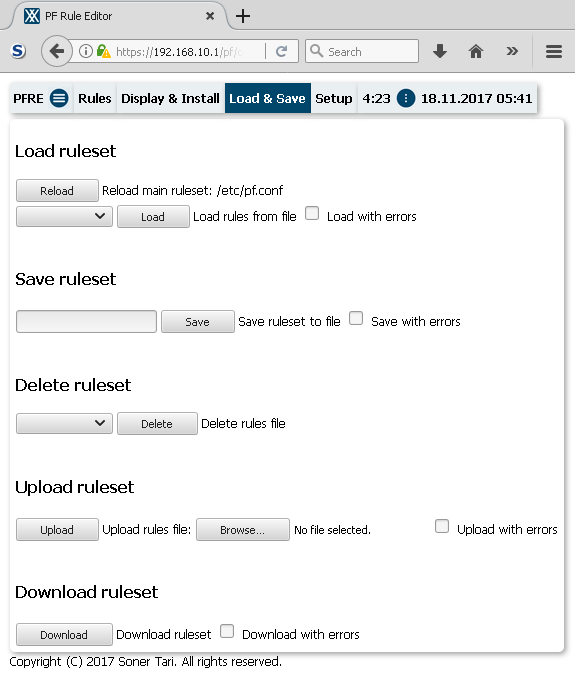 PF Rule Editor
https://192.168.10.1/pf/
Search
PFRE Rules Display & Install Load & Save Setup 4:23 18.11.2017 05:41
Load ruleset
Reload Reload main ruleset: /etc/pf.conf
Load Load rules from file Load with errors
Save ruleset
Save Save ruleset to file Save with errors
Delete ruleset
Delete Delete rules file
Upload ruleset
Upload Upload rules file: Browse... No file selected. Upload with errors
Download ruleset
Download Download ruleset Download with errors
Copyright (C) 2017 Soner Tari. All rights reserved.